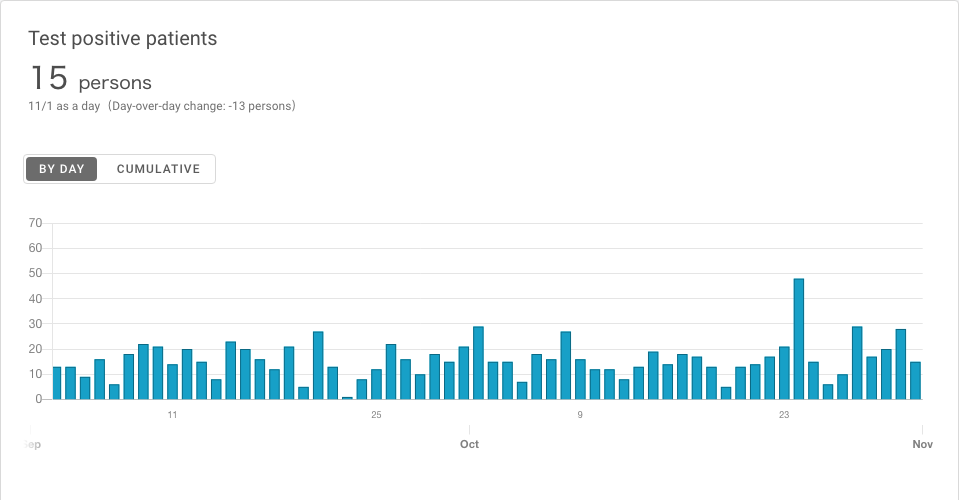 Test positive patients
15 persons
11/1 as a day（Day-over-day change: -13 persons）
BY DAY CUMULATIVE
70
60
50
40
30
20
10
0
11 25 9 23
Sep Oct Nov